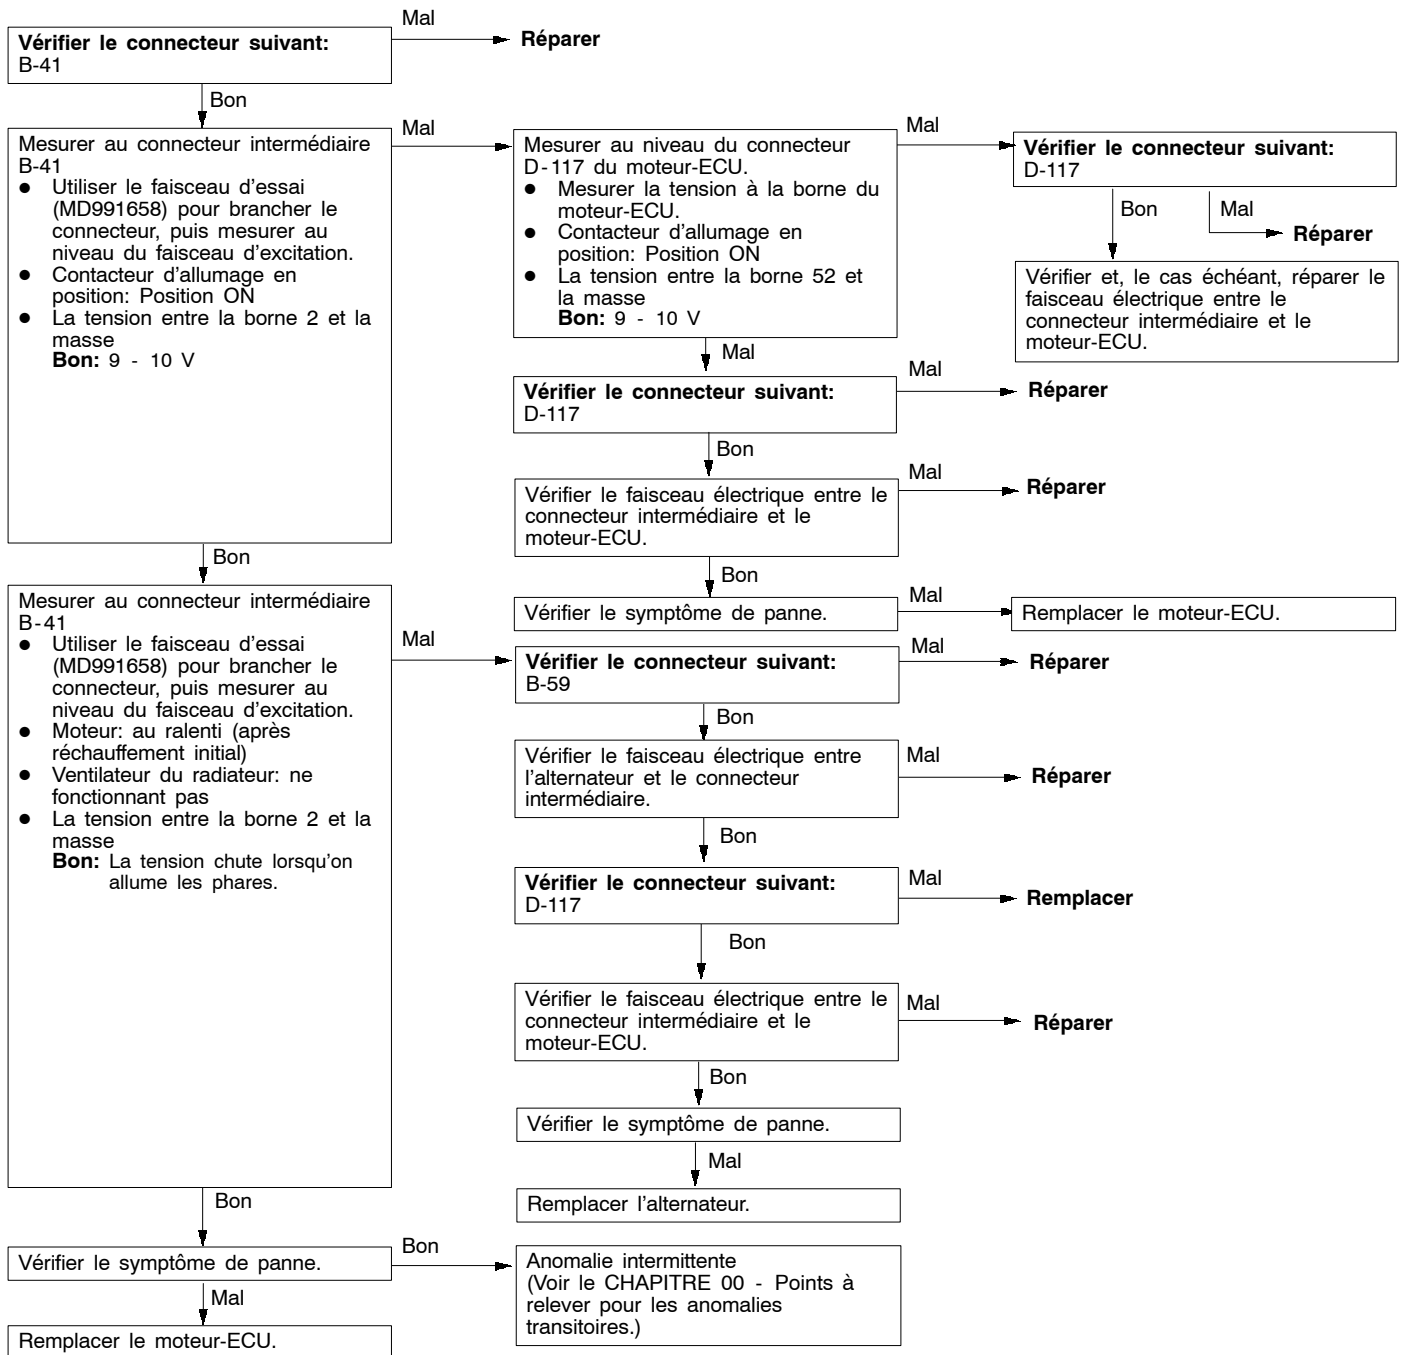 Mal
Vérifier le connecteur suivant:
B-41
Réparer
Bon
Mesurer au connecteur intermédiaire
B-41
● Utiliser le faisceau d'essai
(MD991658) pour brancher le
connecteur, puis mesurer au
niveau du faisceau d'excitation.
● Contacteur d'allumage en
position: Position ON
● La tension entre la borne 2 et la
masse
Bon: 9 - 10 V
Mal
Mesurer au niveau du connecteur
D-117 du moteur-ECU.
● Mesurer la tension à la borne du
moteur-ECU.
● Contacteur d'allumage en
position: Position ON
● La tension entre la borne 52 et
la masse
Bon: 9 - 10 V
Mal
Vérifier le connecteur suivant:
D-117
Bon
Mal
Réparer
Vérifier et, le cas échéant, réparer le
faisceau électrique entre le
connecteur intermédiaire et le
moteur-ECU.
Mal
Vérifier le connecteur suivant:
D-117
Mal
Réparer
Bon
Vérifier le faisceau électrique entre le
connecteur intermédiaire et le
moteur-ECU.
Mal
Réparer
Bon
Vérifier le symptôme de panne.
Mal
Remplacer le moteur-ECU.
Bon
Mesurer au connecteur intermédiaire
B-41
● Utiliser le faisceau d'essai
(MD991658) pour brancher le
connecteur, puis mesurer au
niveau du faisceau d'excitation.
● Moteur: au ralenti (après
réchauffement initial)
● Ventilateur du radiateur: ne
fonctionnant pas
● La tension entre la borne 2 et la
masse
Bon: La tension chute lorsqu'on
allume les phares.
Mal
Vérifier le connecteur suivant:
B-59
Mal
Réparer
Bon
Vérifier le faisceau électrique entre
l'alternateur et le connecteur
intermédiaire.
Mal
Réparer
Bon
Vérifier le connecteur suivant:
D-117
Mal
Remplacer
Bon
Vérifier le faisceau électrique entre le
connecteur intermédiaire et le
moteur-ECU.
Mal
Réparer
Bon
Vérifier le symptôme de panne.
Mal
Remplacer l'alternateur.
Bon
Vérifier le symptôme de panne.
Bon
Anomalie intermittente
(Voir le CHAPITRE 00 - Points à
relever pour les anomalies
transitoires.)
Mal
Remplacer le moteur-ECU.